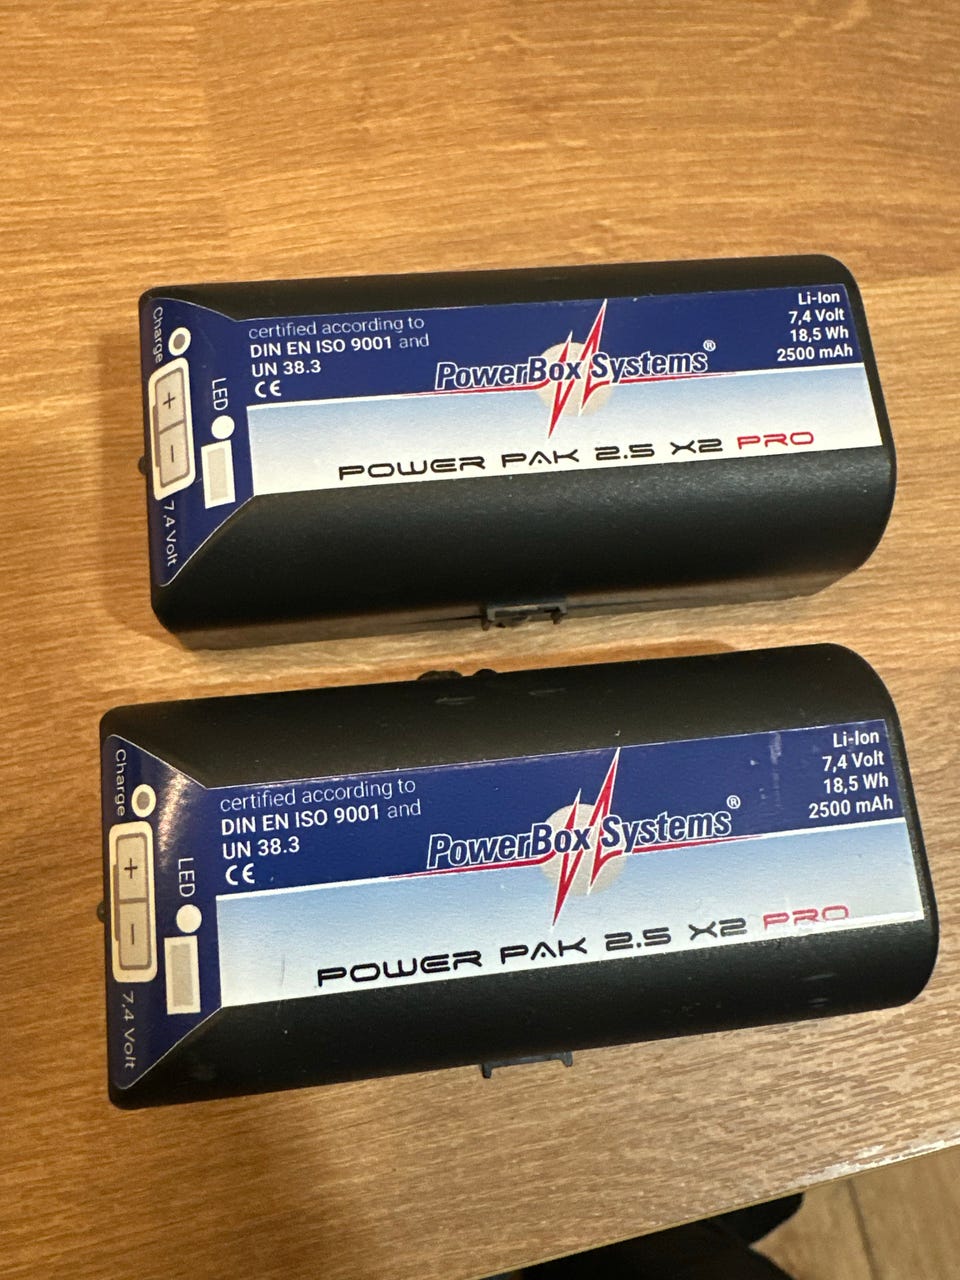 certified according to
DIN EN ISO 9001 and
UN 38.3
CE
PowerBox Systems®
Li-Ion
7,4 Volt
18,5 Wh
2500 mAh
POWER PAK 2.5 X2 PRO
Charge
LED
+
−
7,4 Volt
certified according to
DIN EN ISO 9001 and
UN 38.3
CE
PowerBox Systems®
Li-Ion
7,4 Volt
18,5 Wh
2500 mAh
POWER PAK 2.5 X2 PRO
Charge
LED
+
−
7,4 Volt